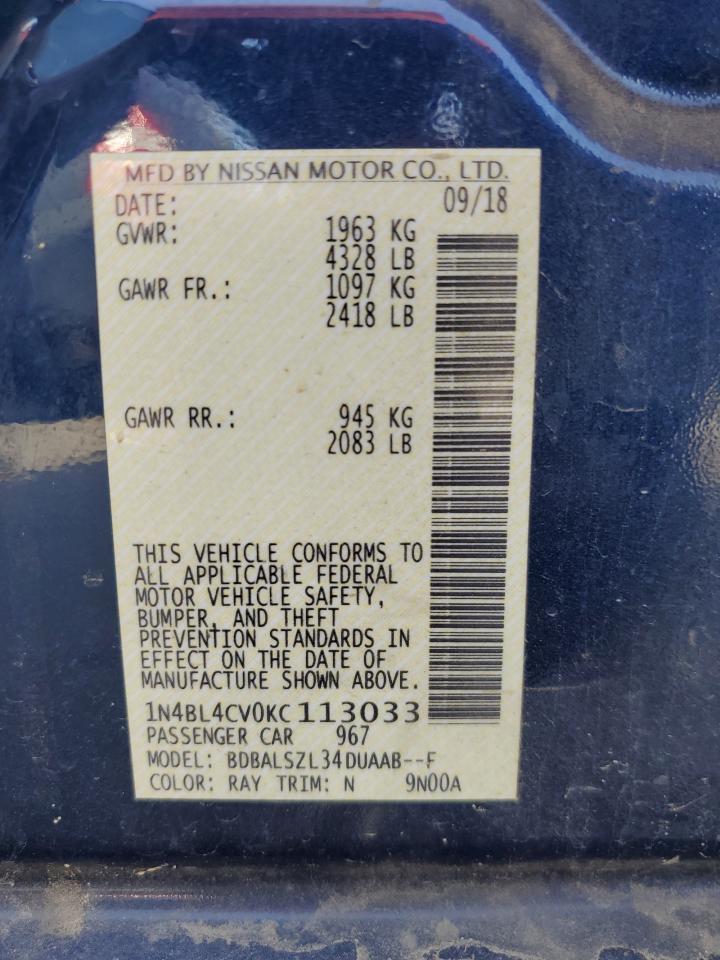 MFD BY NISSAN MOTOR CO., LTD.
DATE: 09/18
GVWR: 1963 KG
4328 LB
GAWR FR.: 1097 KG
2418 LB
GAWR RR.: 945 KG
2083 LB
THIS VEHICLE CONFORMS TO
ALL APPLICABLE FEDERAL
MOTOR VEHICLE SAFETY,
BUMPER, AND THEFT
PREVENTION STANDARDS IN
EFFECT ON THE DATE OF
MANUFACTURE SHOWN ABOVE.
1N4BL4CV0KC113033
PASSENGER CAR 967
MODEL: BDBALSZL34DUAAB--F
COLOR: RAY TRIM: N 9N00A